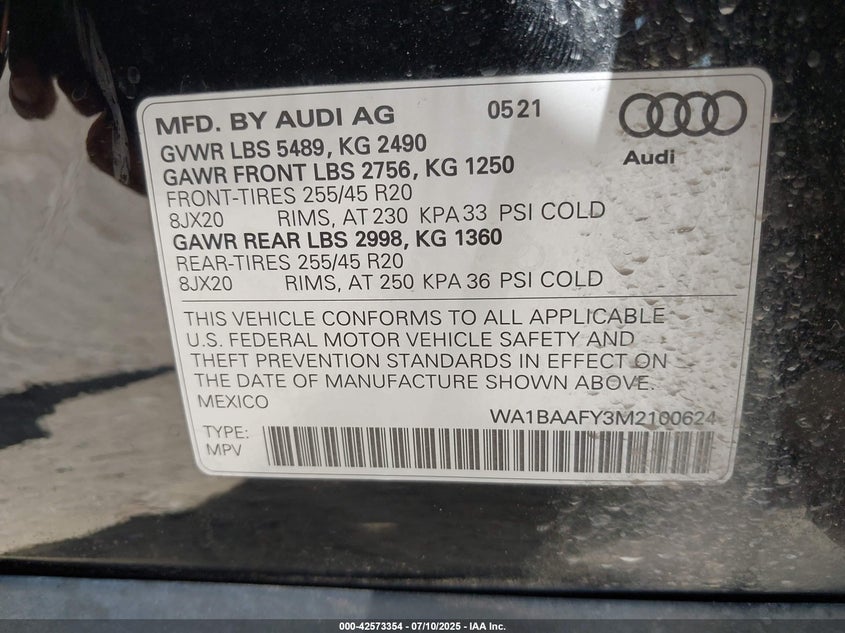 MFD. BY AUDI AG 05 21
Audi
GVWR LBS 5489, KG 2490
GAWR FRONT LBS 2756, KG 1250
FRONT-TIRES 255/45 R20
8JX20 RIMS, AT 230 KPA 33 PSI COLD
GAWR REAR LBS 2998, KG 1360
REAR-TIRES 255/45 R20
8JX20 RIMS, AT 250 KPA 36 PSI COLD
THIS VEHICLE CONFORMS TO ALL APPLICABLE
U.S. FEDERAL MOTOR VEHICLE SAFETY AND
THEFT PREVENTION STANDARDS IN EFFECT ON
THE DATE OF MANUFACTURE SHOWN ABOVE.
MEXICO
WA1BAAFY3M2100624
TYPE:
MPV
000-42573354 - 07/10/2025 - IAA Inc.